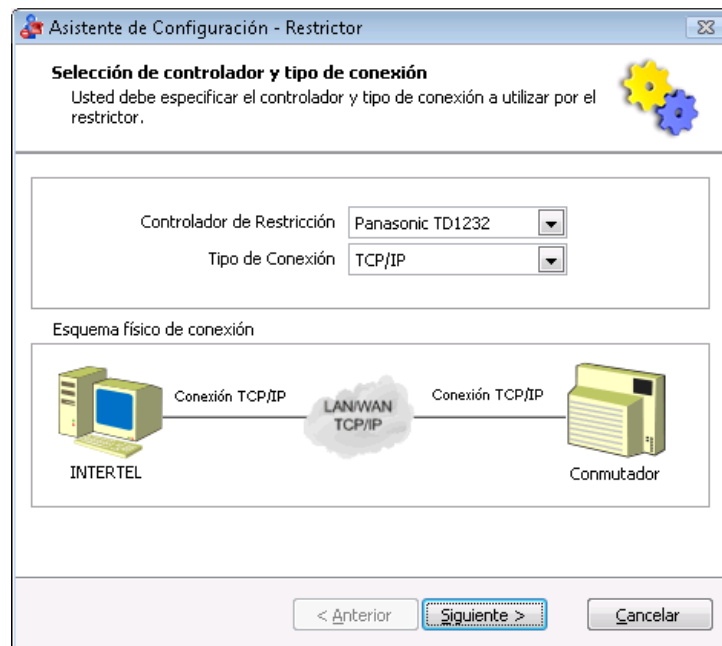 Asistente de Configuración - Restrictor
Selección de controlador y tipo de conexión
Usted debe especificar el controlador y tipo de conexión a utilizar por el
restrictor.
Controlador de Restricción
Panasonic TD1232
Tipo de Conexión
TCP/IP
Esquema físico de conexión
Conexión TCP/IP
LAN/WAN
TCP/IP
Conexión TCP/IP
INTERTEL
Conmutador
< Anterior
Siguiente >
Cancelar